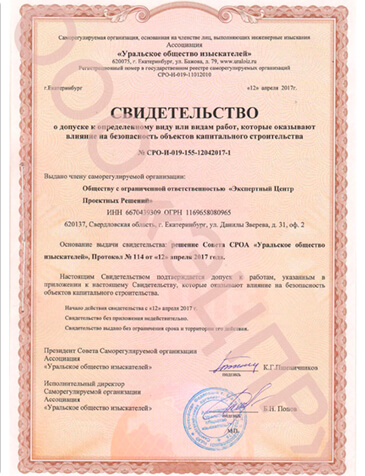 Саморегулируемая организация, основанная на членстве лиц, выполняющих инженерные изыскания
Ассоциация
«Уральское общество изыскателей»
620075, г. Екатеринбург, ул. Бажова, д. 79, www.uralsiz.ru
Регистрационный номер в государственном реестре саморегулируемых организаций
СРО-И-019-11012010
г.Екатеринбург «12» апреля 2017г.
СВИДЕТЕЛЬСТВО
о допуске к определенному виду или видам работ, которые оказывают
влияние на безопасность объектов капитального строительства
№ СРО-И-019-155-12042017-1
Выдано члену саморегулируемой организации:
Обществу с ограниченной ответственностью «Экспертный Центр
Проектных Решений»
ИНН 6670439309 ОГРН 1169658080965
620137, Свердловская область, г. Екатеринбург, ул. Данилы Зверева, д. 31, оф. 2
Основание выдачи свидетельства: решение Совета СРОА «Уральское общество
изыскателей», Протокол № 114 от «12» апреля 2017 года.
Настоящим Свидетельством подтверждается допуск к работам, указанным в
приложении к настоящему Свидетельству, которые оказывают влияние на безопасность
объектов капитального строительства.
Начало действия свидетельства с «12» апреля 2017 г
Свидетельство без приложения недействительно.
Свидетельство выдано без ограничения срока и территории его действия.
Президент Совета Саморегулируемой организации
Ассоциация
«Уральское общество изыскателей» К.Г.
подпись
Исполнительный директор
Саморегулируемой организации
Ассоциация
«Уральское общество изыскателей» Попов
подпись
М.П.